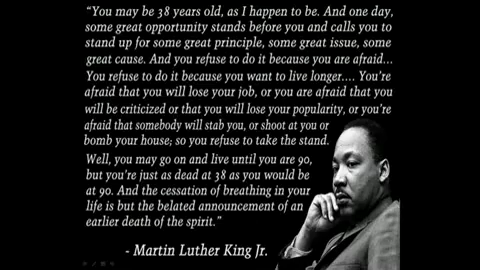 “You may be 38 years old, as I happen to be. And one day,
some great opportunity stands before you and calls you to
stand up for some great principle, some great issue, some
great cause. And you refuse to do it because you are afraid...
You refuse to do it because you want to live longer.... You're
afraid that you will lose your job, or you are afraid that you
will be criticized or that you will lose your popularity, or you're
afraid that somebody will stab you, or shoot at you or
bomb your house; so you refuse to take the stand.
Well, you may go on and live until you are 90,
but you're just as dead at 38 as you would be
at 90. And the cessation of breathing in your
life is but the belated announcement of an
earlier death of the spirit.”
- Martin Luther King Jr.